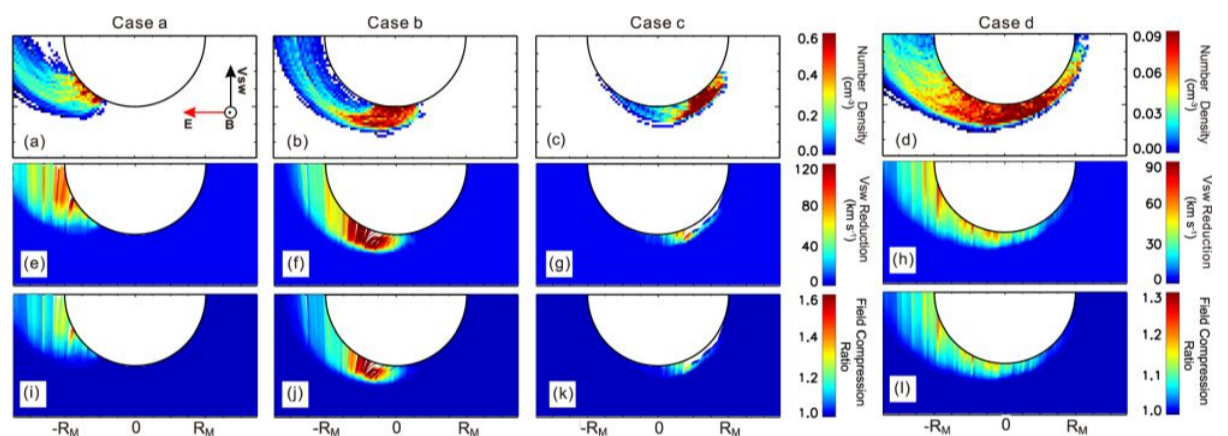 Case a
Case b
Case c
Case d
Vsw
E
B
(a)
(b)
(c)
(d)
0.6
0.4
0.2
0.0
Number Density
(cm⁻³)
0.09
0.06
0.03
0.00
Number Density
(cm⁻³)
(e)
(f)
(g)
(h)
120
80
40
0
Vsw Reduction
(km s⁻¹)
90
60
30
0
Vsw Reduction
(km s⁻¹)
(i)
(j)
(k)
(l)
1.6
1.4
1.2
1.0
Field Compression
Ratio
1.3
1.2
1.1
1.0
Field Compression
Ratio
-RM 0 RM
-RM 0 RM
-RM 0 RM
-RM 0 RM